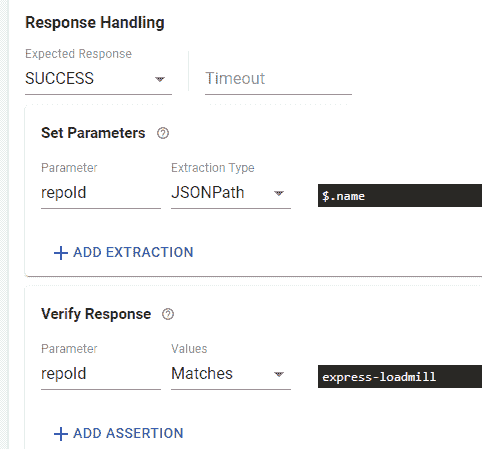 Response Handling
Expected Response
SUCCESS Timeout
Set Parameters
Parameter Extraction Type
repoId JSONPath $.name
ADD EXTRACTION
Verify Response
Parameter Values
repoId Matches express-loadmill
ADD ASSERTION